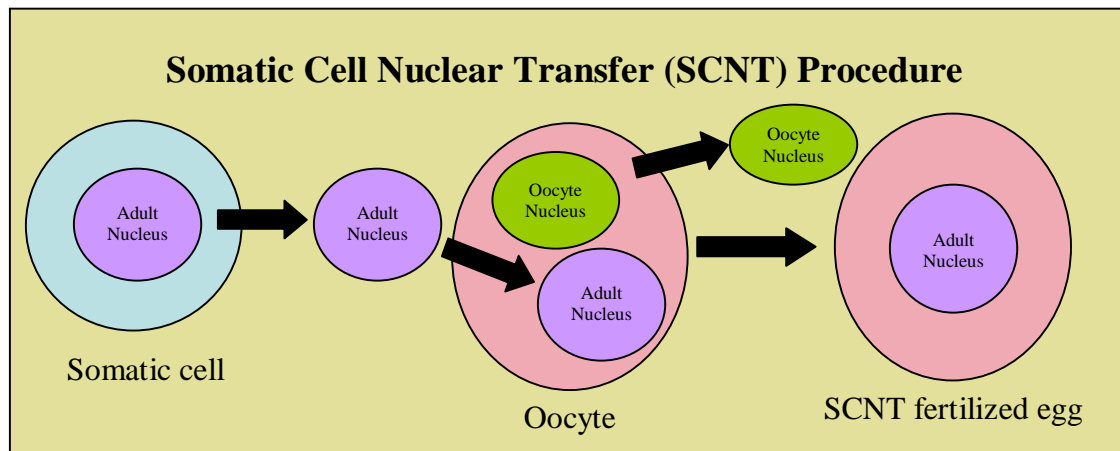 Somatic Cell Nuclear Transfer (SCNT) Procedure
Adult
Nucleus
Somatic cell
Adult
Nucleus
Oocyte
Nucleus
Adult
Nucleus
Oocyte
Oocyte
Nucleus
Adult
Nucleus
SCNT fertilized egg